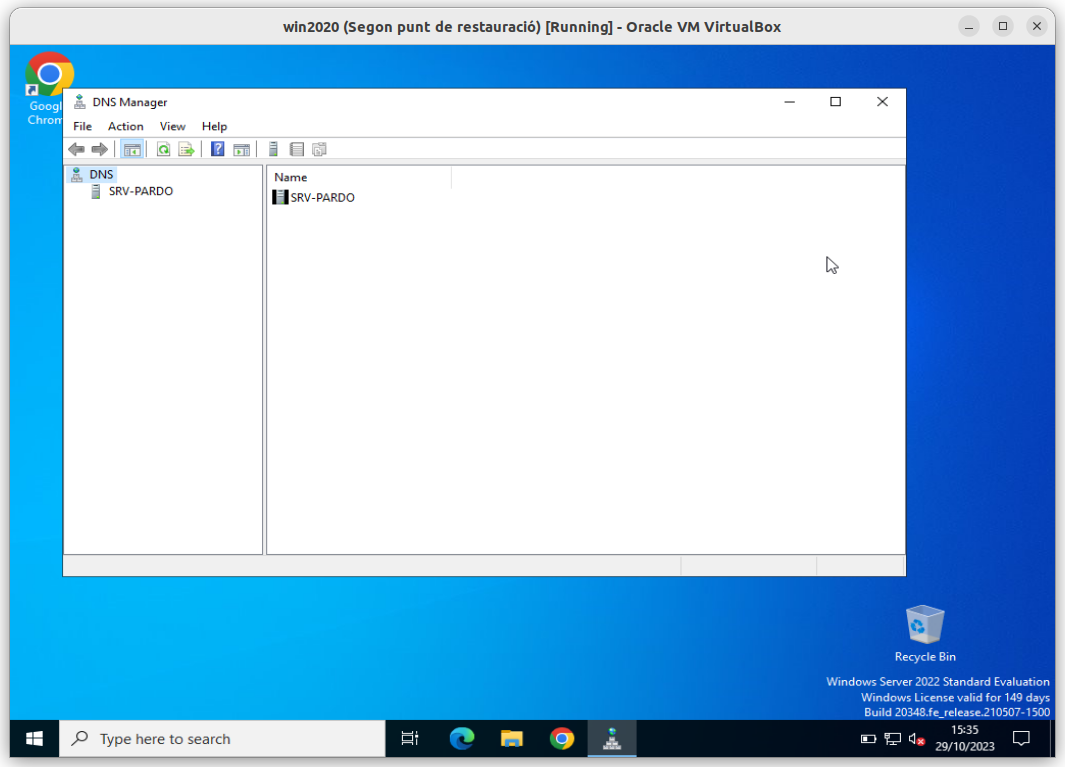 win2020 (Segon punt de restauració) [Running] - Oracle VM VirtualBox
Googl
Chrom
DNS Manager
File Action View Help
DNS
SRV-PARDO
Name
SRV-PARDO
Recycle Bin
Windows Server 2022 Standard Evaluation
Windows License valid for 149 days
Build 20348.fe_release.210507-1500
Type here to search
15:35
29/10/2023